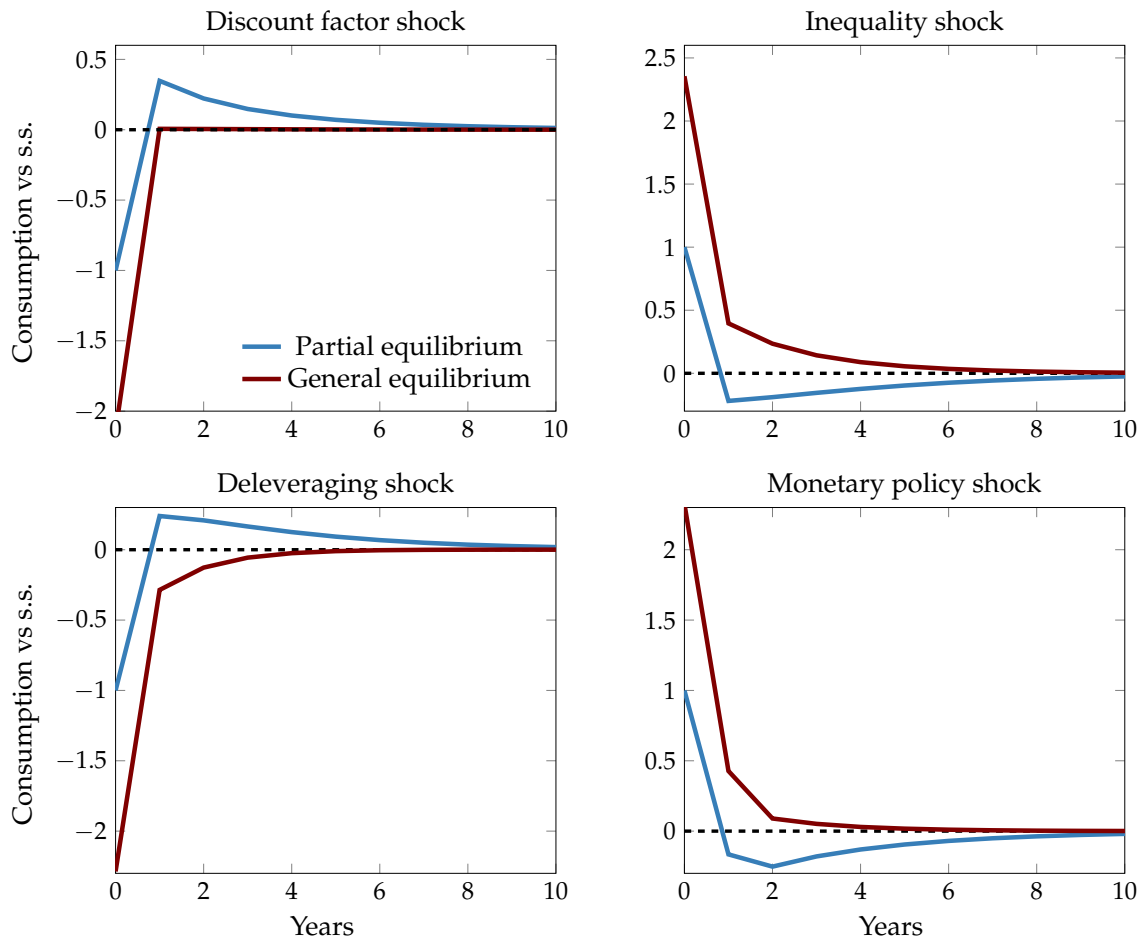 Discount factor shock
Consumption vs s.s.
0.5
0
−0.5
−1
−1.5
−2
Partial equilibrium
General equilibrium
0 2 4 6 8 10
Inequality shock
2.5
2
1.5
1
0.5
0
0 2 4 6 8 10
Deleveraging shock
Consumption vs s.s.
0
−0.5
−1
−1.5
−2
0 2 4 6 8 10
Years
Monetary policy shock
2
1.5
1
0.5
0
0 2 4 6 8 10
Years